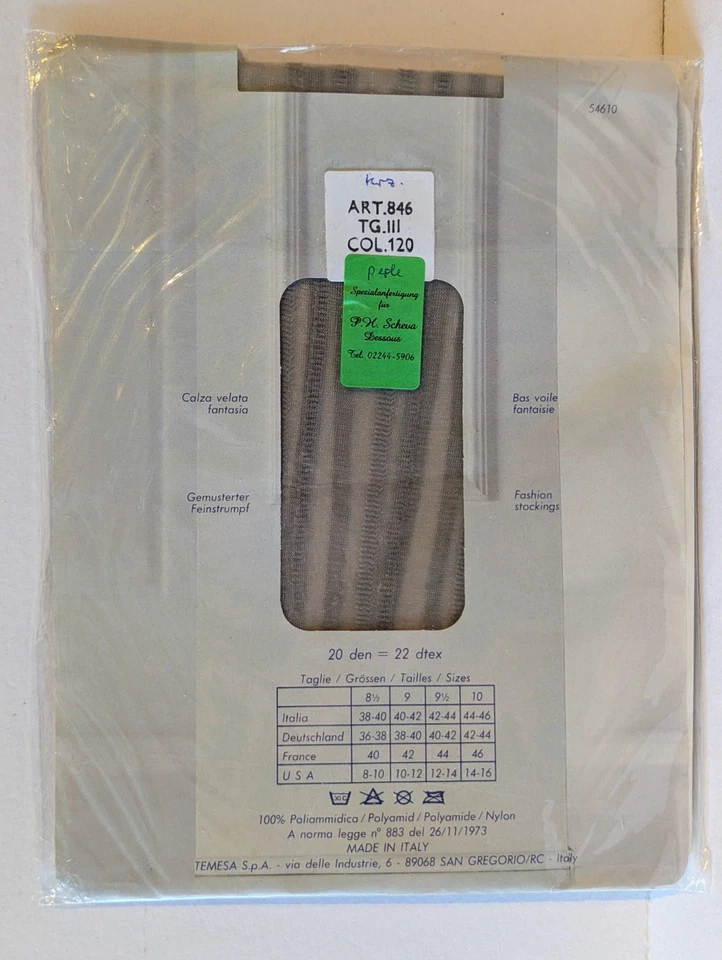 54610
krz.
ART.846
TG.III
COL.120
perle
Spezialanfertigung
für
P.H. Scheva
Dessous
Tel. 02244-5906
Calza velata
fantasia
Bas voile
fantaisie
Gemusterter
Feinstrumpf
Fashion
stockings
20 den = 22 dtex
Taglie / Grössen / Tailles / Sizes
8½ 9 9½ 10
Italia 38-40 40-42 42-44 44-46
Deutschland 36-38 38-40 40-42 42-44
France 40 42 44 46
USA 8-10 10-12 12-14 14-16
30 C
100% Poliammidica / Polyamid / Polyamide / Nylon
A norma legge n° 883 del 26/11/1973
MADE IN ITALY
TEMESA S.p.A. - via delle Industrie, 6 - 89068 SAN GREGORIO/RC - Italy